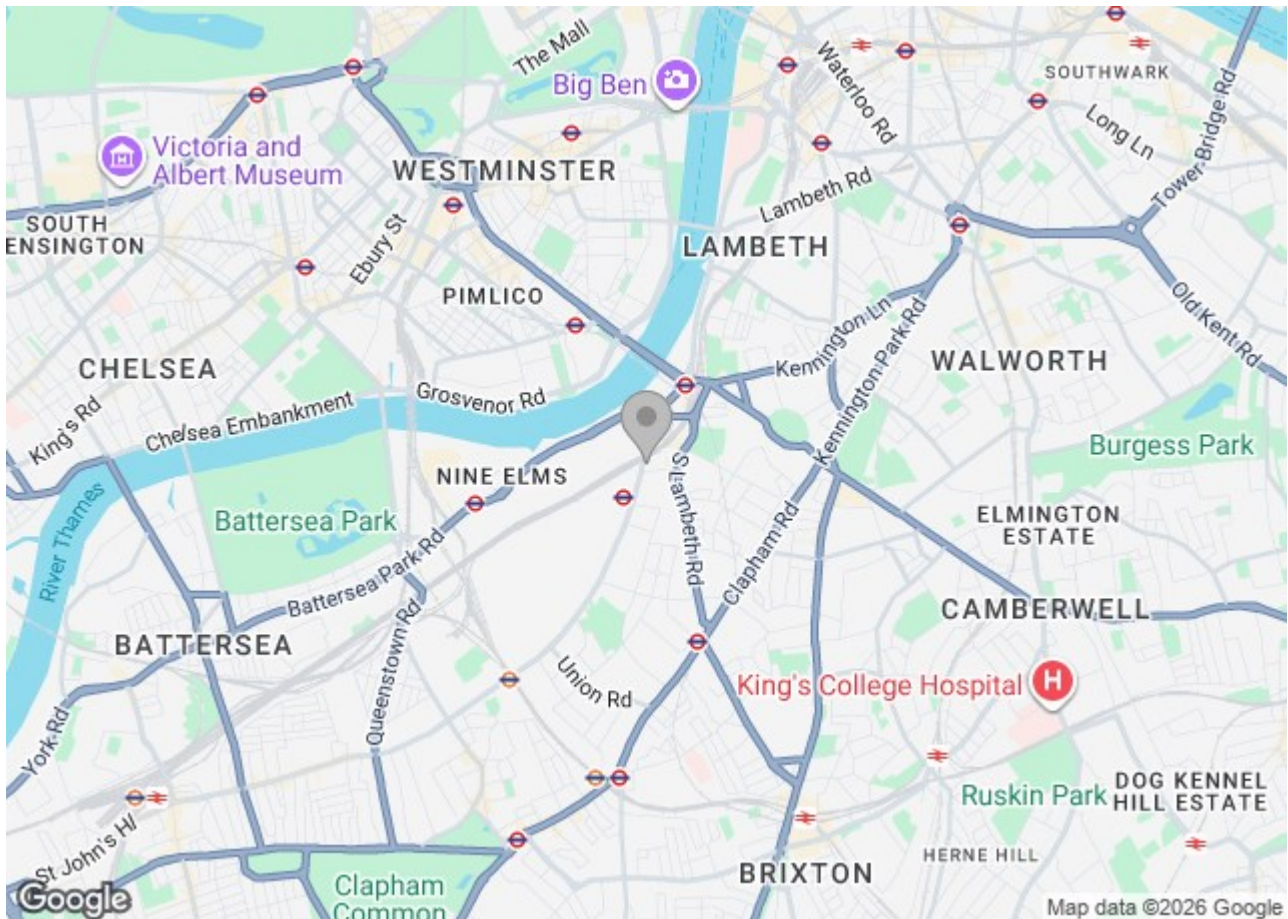 The Mall
Waterloo Rd
SOUTHWARK
Big Ben
Long Ln
Tower Bridge Rd
Victoria and
Albert Museum
WESTMINSTER
Lambeth Rd
SOUTH
ENSINGTON
Ebury St
LAMBETH
PIMLICO
Old Kent Rd
Kennington Ln
Kennington Park Rd
WALWORTH
CHELSEA
King's Rd
Chelsea Embankment
Grosvenor Rd
Burgess Park
NINE ELMS
S Lambeth Rd
River Thames
Battersea Park
Clapham Rd
ELMINGTON
ESTATE
Battersea Park Rd
CAMBERWELL
BATTERSEA
Queenstown Rd
Union Rd
King's College Hospital
H
York Rd
Ruskin Park
DOG KENNEL
HILL ESTATE
St John's Hl
HERNE HILL
BRIXTON
Clapham
Common
Google
Map data ©2026 Google